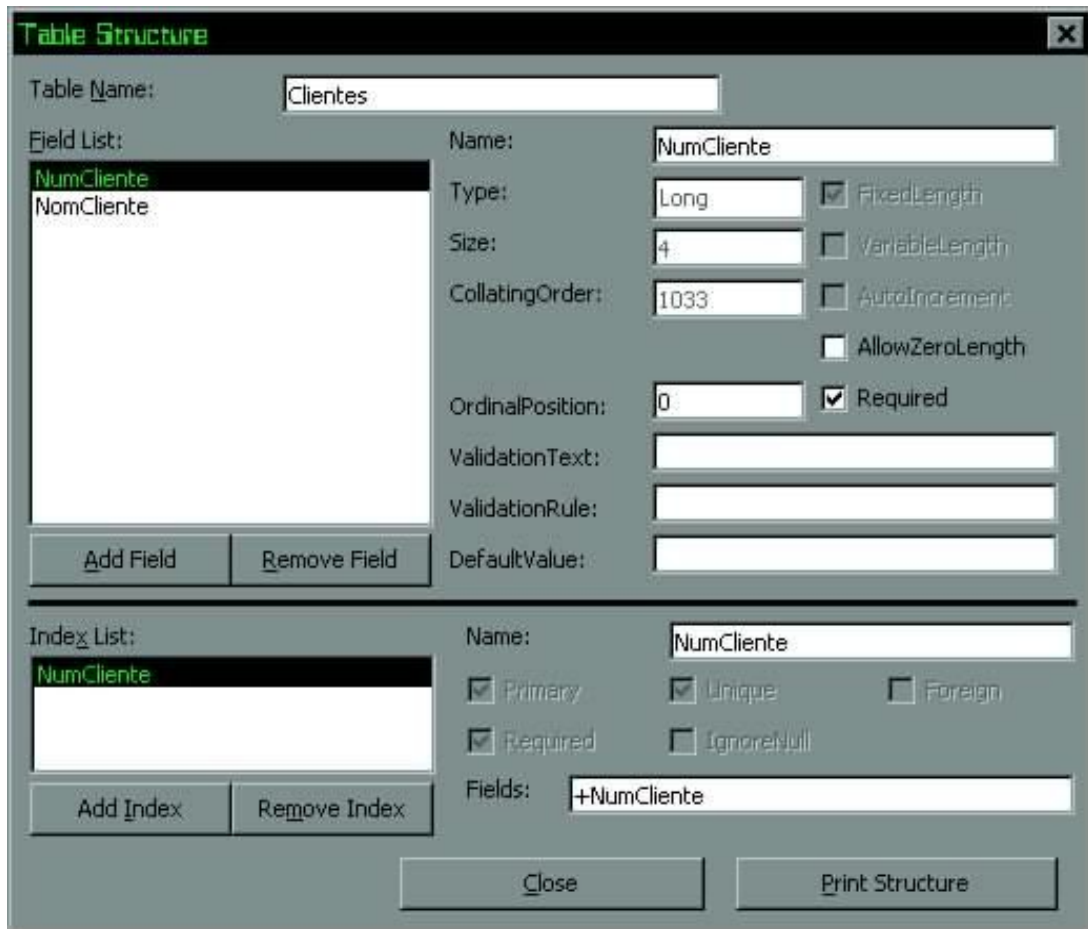 Table Structure
Table Name: Clientes
Field List:
NumCliente
NomCliente
Add Field Remove Field
Name: NumCliente
Type: Long FixedLength
Size: 4 VariableLength
CollatingOrder: 1033 AutoIncrement
AllowZeroLength
OrdinalPosition: 0 Required
ValidationText:
ValidationRule:
DefaultValue:
Index List:
NumCliente
Add Index Remove Index
Name: NumCliente
Primary Unique Foreign
Required IgnoreNull
Fields: +NumCliente
Close Print Structure